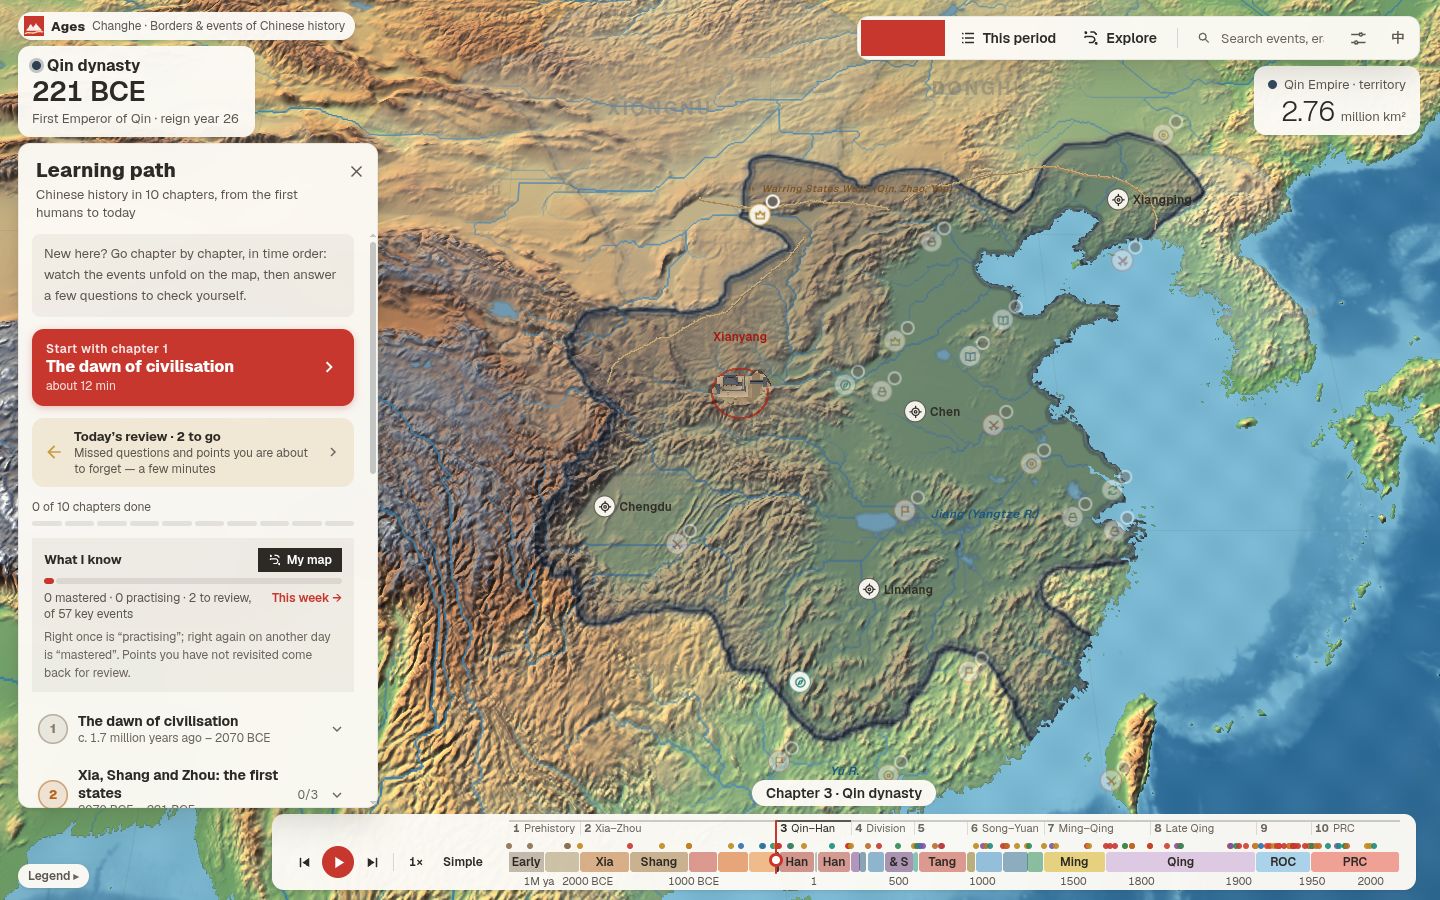 Ages Changhe · Borders & events of Chinese history
Qin dynasty
221 BCE
First Emperor of Qin · reign year 26
This period
Explore
Search events, er
中
Qin Empire · territory
2.76 million km²
Learning path
Chinese history in 10 chapters, from the first
humans to today
New here? Go chapter by chapter, in time order:
watch the events unfold on the map, then answer
a few questions to check yourself.
Start with chapter 1
The dawn of civilisation
about 12 min
Today's review · 2 to go
Missed questions and points you are about
to forget — a few minutes
0 of 10 chapters done
What I know
My map
0 mastered · 0 practising · 2 to review,
of 57 key events
This week →
Right once is “practising”; right again on another day
is “mastered”. Points you have not revisited come
back for review.
1
The dawn of civilisation
c. 1.7 million years ago – 2070 BCE
2
Xia, Shang and Zhou: the first
states
0/3
2070 BCE – 221 BCE
XIONGNU
DONGHU
Warring States Walls (Qin, Zhao, Yan)
Xiangping
Xianyang
Chen
Chengdu
Jiang (Yangtze R.)
Linxiang
Yu R.
Chapter 3 · Qin dynasty
Legend ▸
1×
Simple
1 Prehistory
2 Xia–Zhou
3 Qin–Han
4 Division
5
6 Song–Yuan
7 Ming–Qing
8 Late Qing
9
10 PRC
Early
Xia
Shang
Han
Han
& S
Tang
Ming
Qing
ROC
PRC
1M ya
2000 BCE
1000 BCE
1
500
1000
1500
1800
1900
1950
2000